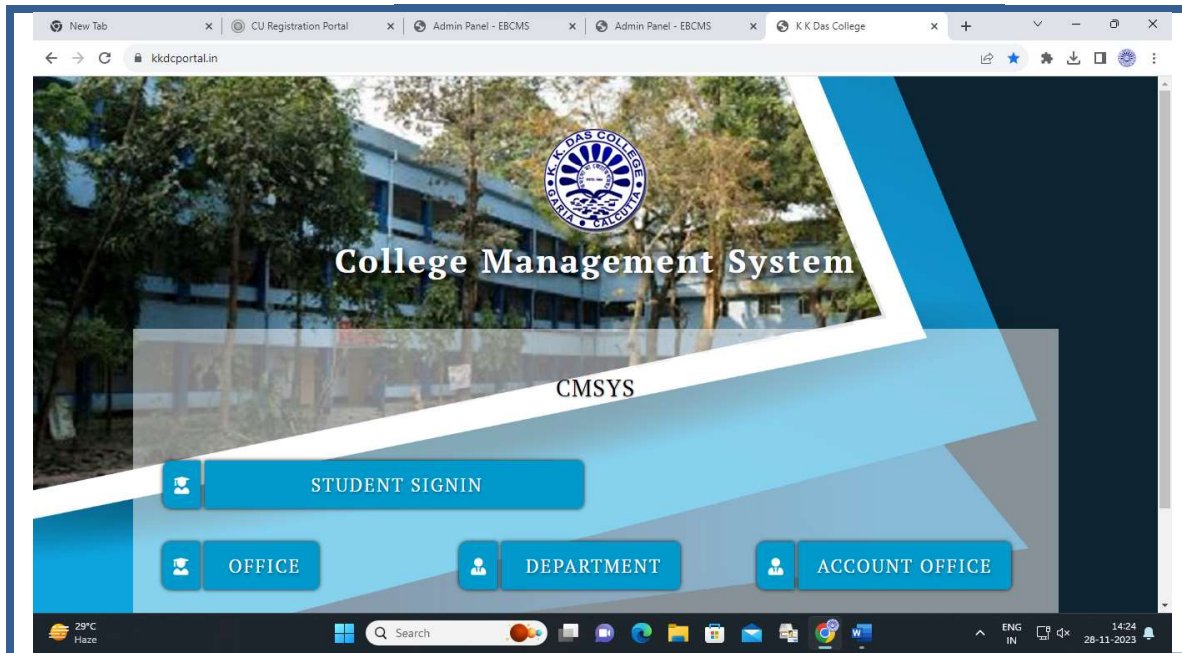 New Tab
CU Registration Portal
Admin Panel - EBCMS
Admin Panel - EBCMS
K K Das College
kkdcportal.in
K. K. DAS COLLEGE
GARIA • CALCUTTA
College Management System
CMSYS
STUDENT SIGNIN
OFFICE
DEPARTMENT
ACCOUNT OFFICE
29°C
Haze
Search
ENG
IN
14:24
28-11-2023